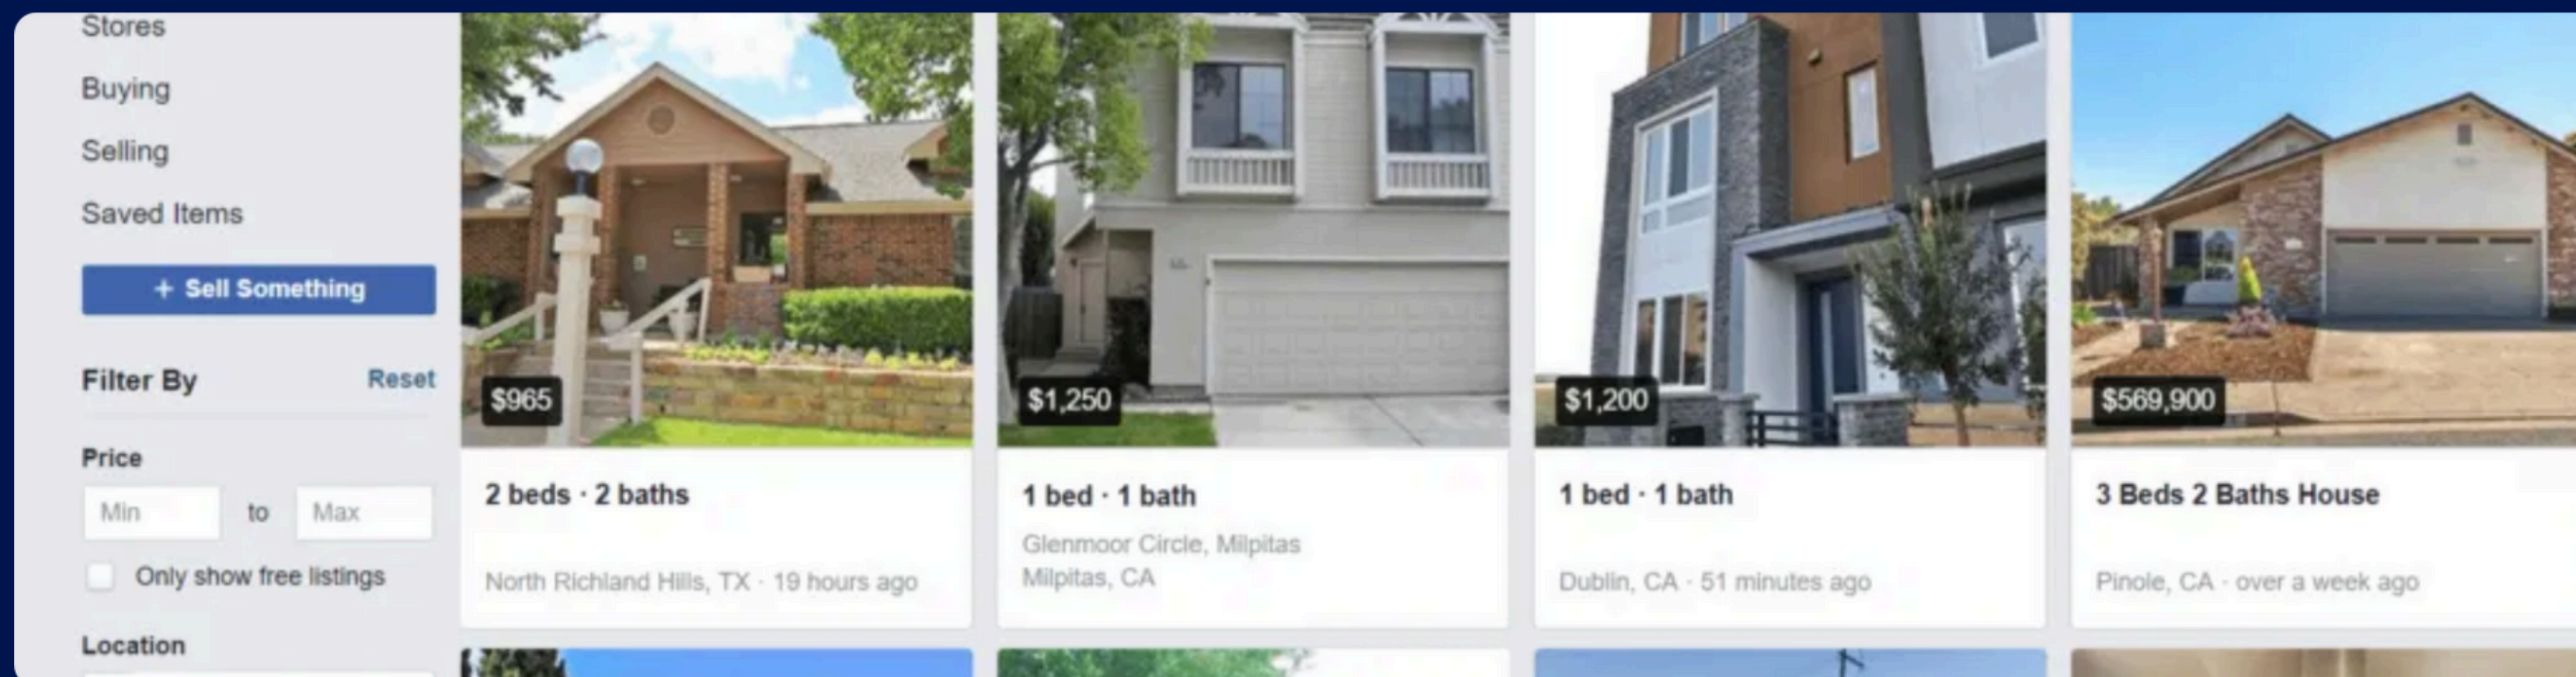 Stores
Buying
Selling
Saved Items
+ Sell Something
Filter By Reset
Price
Min to Max
Only show free listings
Location
$965
2 beds · 2 baths
North Richland Hills, TX · 19 hours ago
$1,250
1 bed · 1 bath
Glenmoor Circle, Milpitas
Milpitas, CA
$1,200
1 bed · 1 bath
Dublin, CA · 51 minutes ago
$569,900
3 Beds 2 Baths House
Pinole, CA · over a week ago